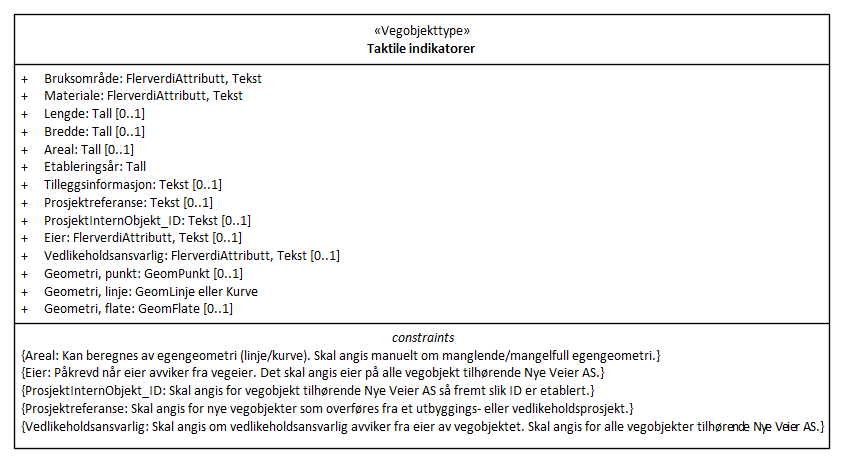 «Vegobjekttype»
Taktile indikatorer
+ Bruksområde: FlerverdiAttributt, Tekst
+ Materiale: FlerverdiAttributt, Tekst
+ Lengde: Tall [0..1]
+ Bredde: Tall [0..1]
+ Areal: Tall [0..1]
+ Etableringsår: Tall
+ Tilleggsinformasjon: Tekst [0..1]
+ Prosjektreferanse: Tekst [0..1]
+ ProsjektInternObjekt_ID: Tekst [0..1]
+ Eier: FlerverdiAttributt, Tekst [0..1]
+ Vedlikeholdsansvarlig: FlerverdiAttributt, Tekst [0..1]
+ Geometri, punkt: GeomPunkt [0..1]
+ Geometri, linje: GeomLinje eller Kurve
+ Geometri, flate: GeomFlate [0..1]
constraints
{Areal: Kan beregnes av egengeometri (linje/kurve). Skal angis manuelt om manglende/mangelfull egengeometri.}
{Eier: Påkrevd når eier avviker fra vegeier. Det skal angis eier på alle vegobjekt tilhørende Nye Veier AS.}
{ProsjektInternObjekt_ID: Skal angis for vegobjekt tilhørende Nye Veier AS så fremt slik ID er etablert.}
{Prosjektreferanse: Skal angis for nye vegobjekter som overføres fra et utbyggings- eller vedlikeholdsprosjekt.}
{Vedlikeholdsansvarlig: Skal angis om vedlikeholdsansvarlig avviker fra eier av vegobjektet. Skal angis for alle vegobjekter tilhørende Nye Veier AS.}